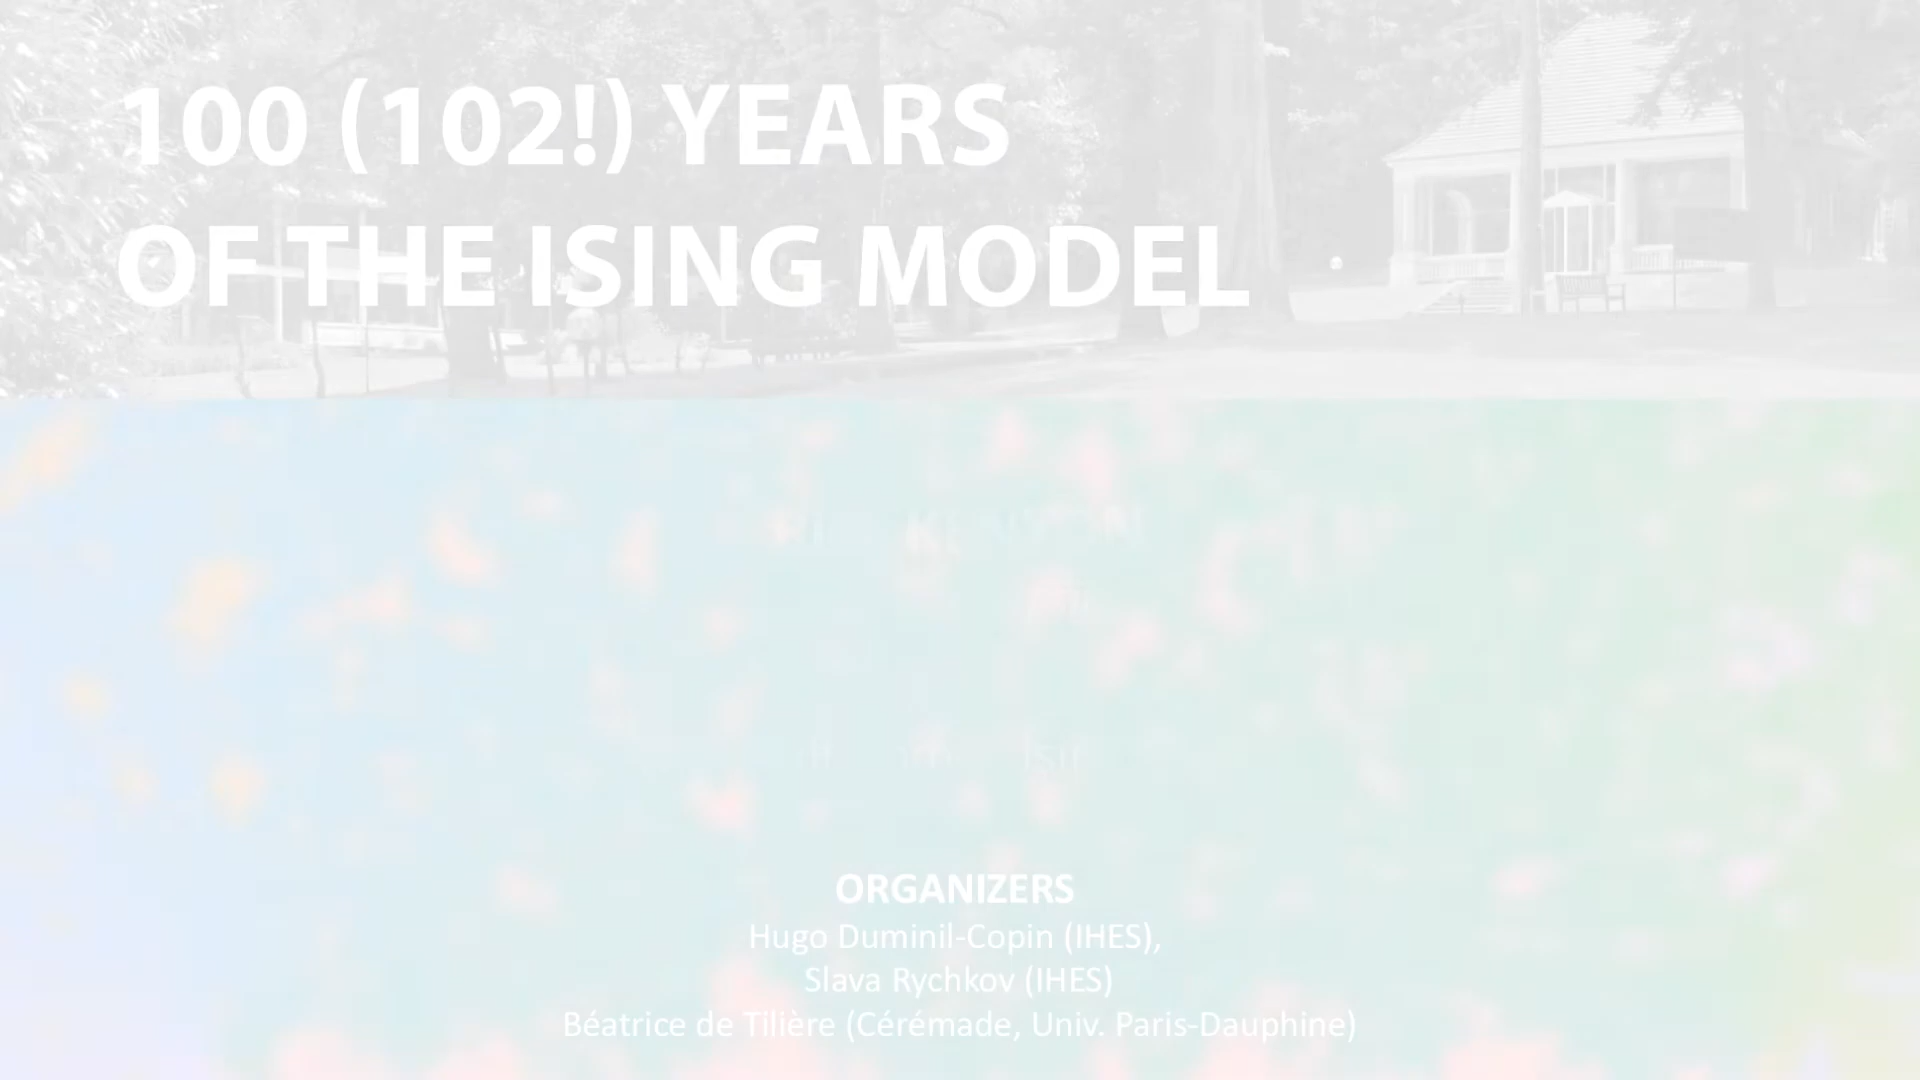 100 (102!) YEARS
OF THE ISING MODEL
ORGANIZERS
Hugo Duminil-Copin (IHES),
Slava Rychkov (IHES)
Béatrice de Tilière (Cérémade, Univ. Paris-Dauphine)